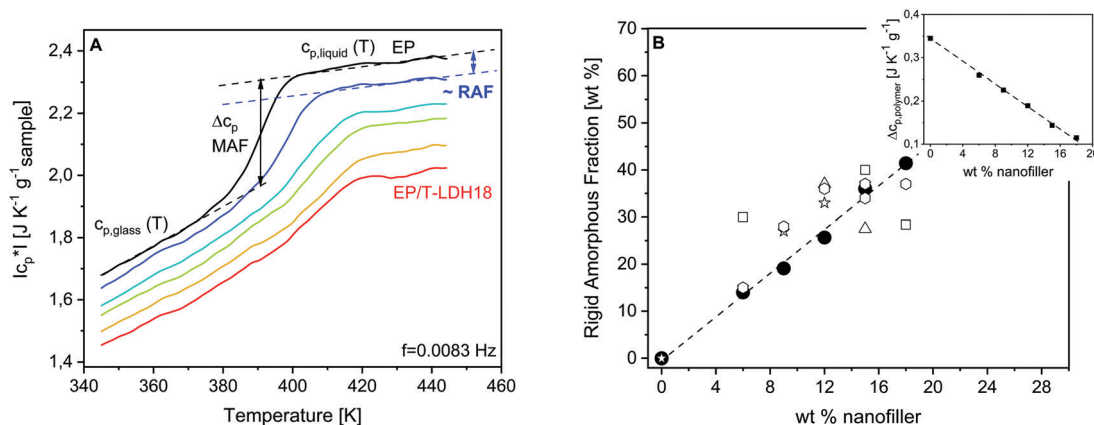 A
c_p,liquid (T) EP
~ RAF
Δc_p
MAF
c_p,glass (T)
EP/T-LDH18
f=0.0083 Hz
2,4
2,2
2,0
1,8
1,6
1,4
Ic_p*I [J K⁻¹ g⁻¹sample]
340 360 380 400 420 440 460
Temperature [K]
B
70
60
50
40
30
20
10
0
Rigid Amorphous Fraction [wt %]
0 4 8 12 16 20 24 28
wt % nanofiller
0,4
0,3
0,2
0,1
Δc_p,polymer [J K⁻¹ g⁻¹]
0 4 8 12 16 20
wt % nanofiller